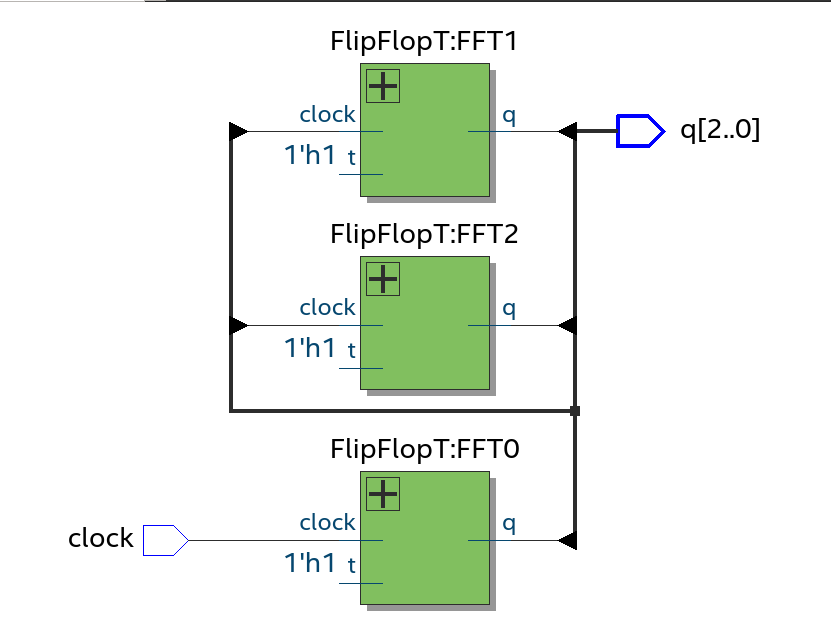 FlipFlopT:FFT1
clock
q
q[2..0]
1'h1 t
FlipFlopT:FFT2
clock
q
1'h1 t
FlipFlopT:FFT0
clock
q
clock
1'h1 t